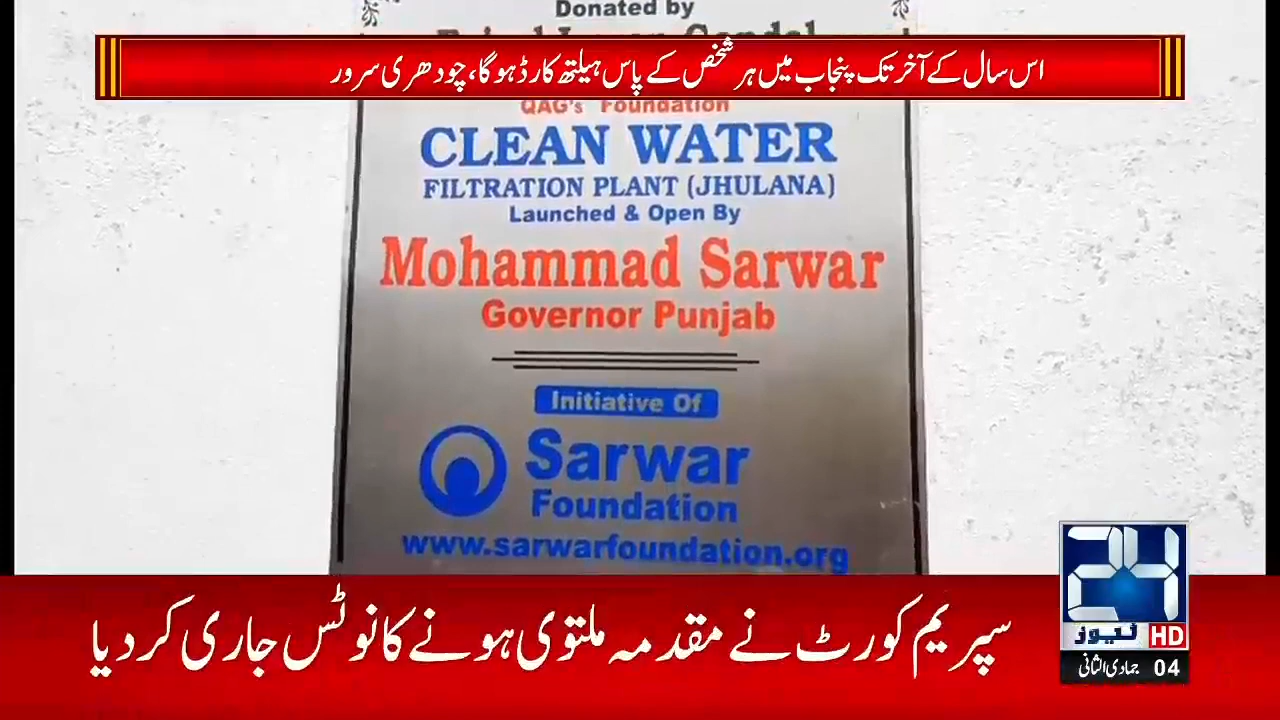 Donated by
اس سال کے آخر تک پنجاب میں ہر شخص کے پاس ہیلتھ کارڈ ہوگا، چودھری سرور
QAG's Foundation
CLEAN WATER
FILTRATION PLANT (JHULANA)
Launched & Open By
Mohammad Sarwar
Governor Punjab
Initiative Of
Sarwar
Foundation
www.sarwarfoundation.org
سپریم کورٹ نے مقدمہ ملتوی ہونے کا نوٹس جاری کر دیا
24
نیوز HD
04 جمادی الثانی